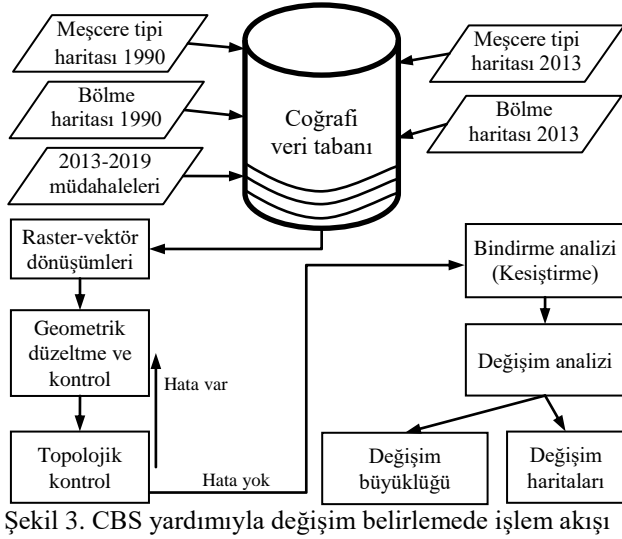 Meşcere tipi
haritası 1990
Bölme
haritası 1990
2013-2019
müdahaleleri
Coğrafi
veri tabanı
Meşcere tipi
haritası 2013
Bölme
haritası 2013
Raster-vektör
dönüşümleri
Geometrik
düzeltme ve
kontrol
Topolojik
kontrol
Hata var
Hata yok
Bindirme analizi
(Kesiştirme)
Değişim analizi
Değişim
büyüklüğü
Değişim
haritaları
Şekil 3. CBS yardımıyla değişim belirlemede işlem akışı